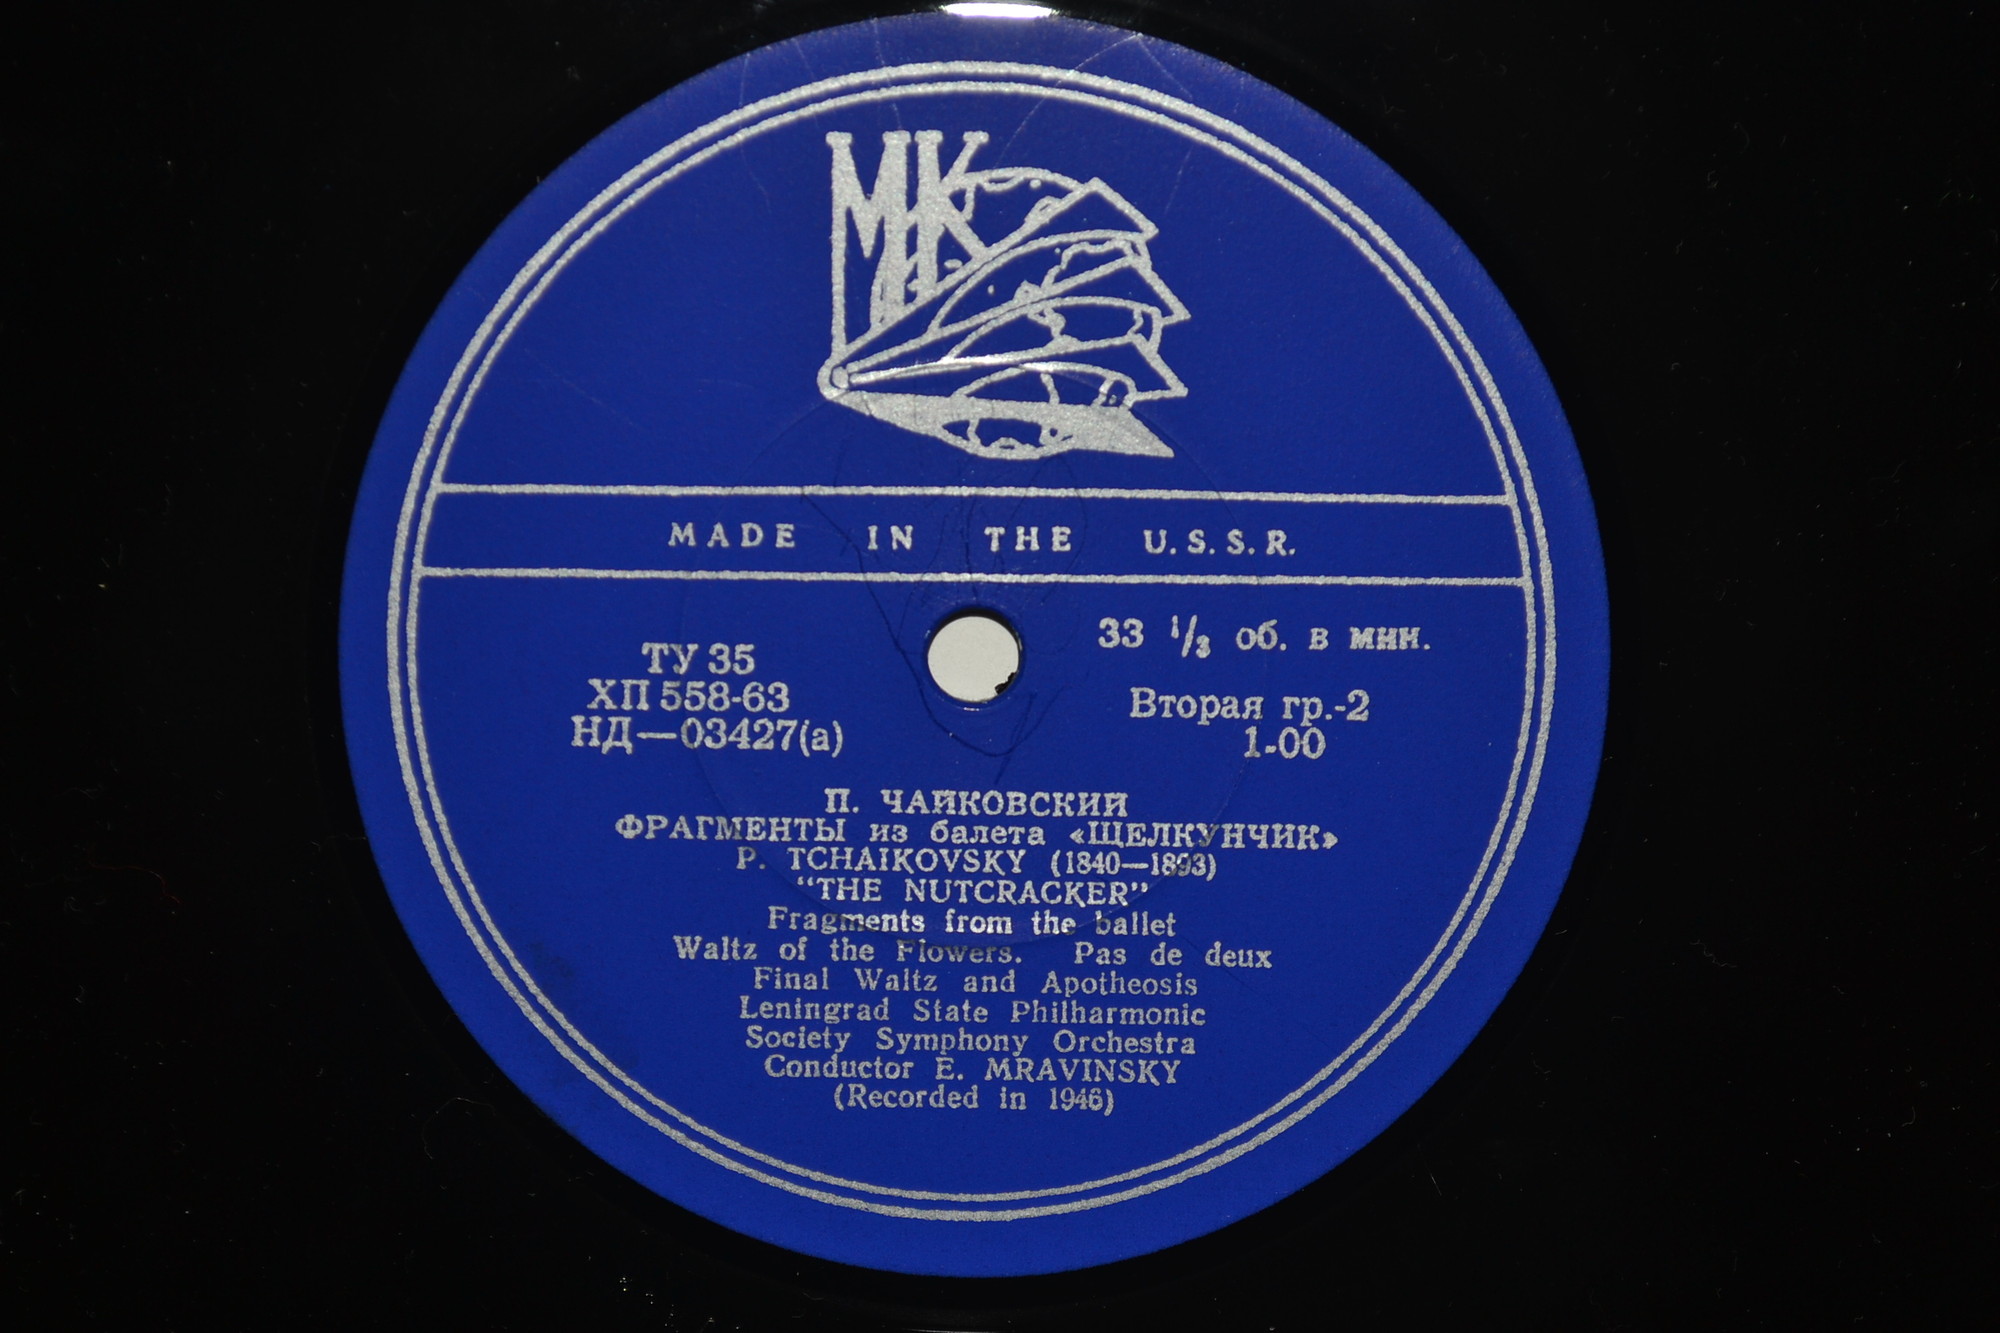 МК
MADE IN THE U.S.S.R.
33 1/3 об. в мин.
ТУ 35
ХП 558-63
НД—03427(а)
Вторая гр.-2
1-00
П. ЧАЙКОВСКИЙ
ФРАГМЕНТЫ из балета «ЩЕЛКУНЧИК»
P. TCHAIKOVSKY (1840—1893)
“THE NUTCRACKER”
Fragments from the ballet
Waltz of the Flowers. Pas de deux
Final Waltz and Apotheosis
Leningrad State Philharmonic
Society Symphony Orchestra
Conductor E. MRAVINSKY
(Recorded in 1946)